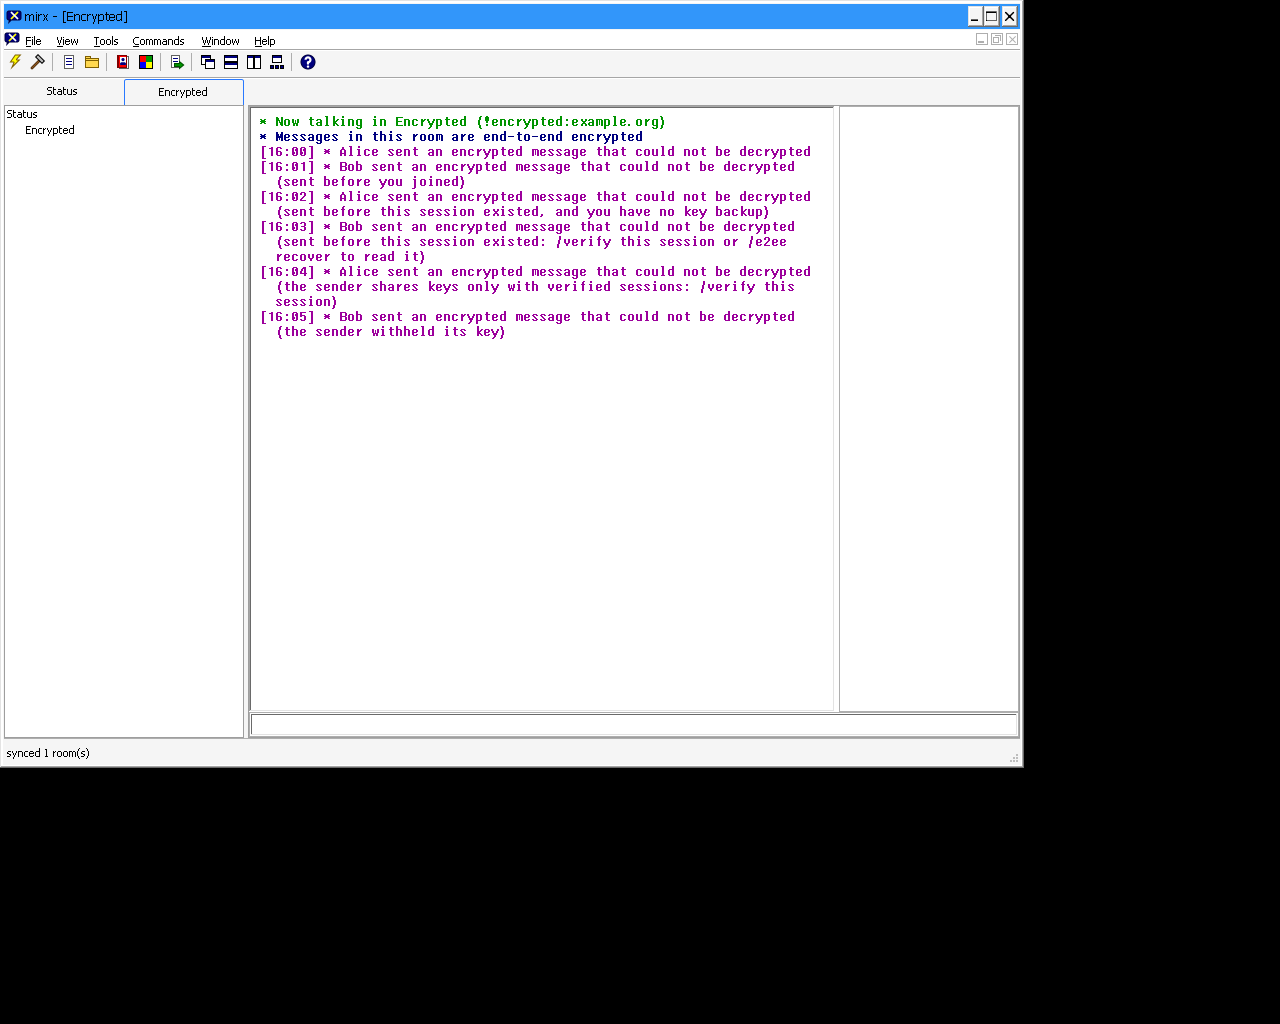 mirx - [Encrypted]
File View Tools Commands Window Help
Status Encrypted
Status
Encrypted
* Now talking in Encrypted (!encrypted:example.org)
* Messages in this room are end-to-end encrypted
[16:00] * Alice sent an encrypted message that could not be decrypted
[16:01] * Bob sent an encrypted message that could not be decrypted
(sent before you joined)
[16:02] * Alice sent an encrypted message that could not be decrypted
(sent before this session existed, and you have no key backup)
[16:03] * Bob sent an encrypted message that could not be decrypted
(sent before this session existed: /verify this session or /e2ee
recover to read it)
[16:04] * Alice sent an encrypted message that could not be decrypted
(the sender shares keys only with verified sessions: /verify this
session)
[16:05] * Bob sent an encrypted message that could not be decrypted
(the sender withheld its key)
synced 1 room(s)